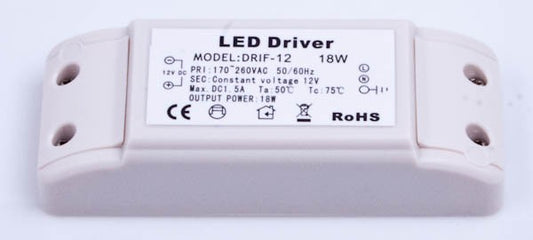 LED Driver
MODEL:DRIF-12 18W
12V DC
PRI:170~260VAC 50/60Hz
SEC:Constant voltage 12V
Max.DC1.5A Ta:50℃ Tc:75℃
OUTPUT POWER:18W
L
N
CE RoHS